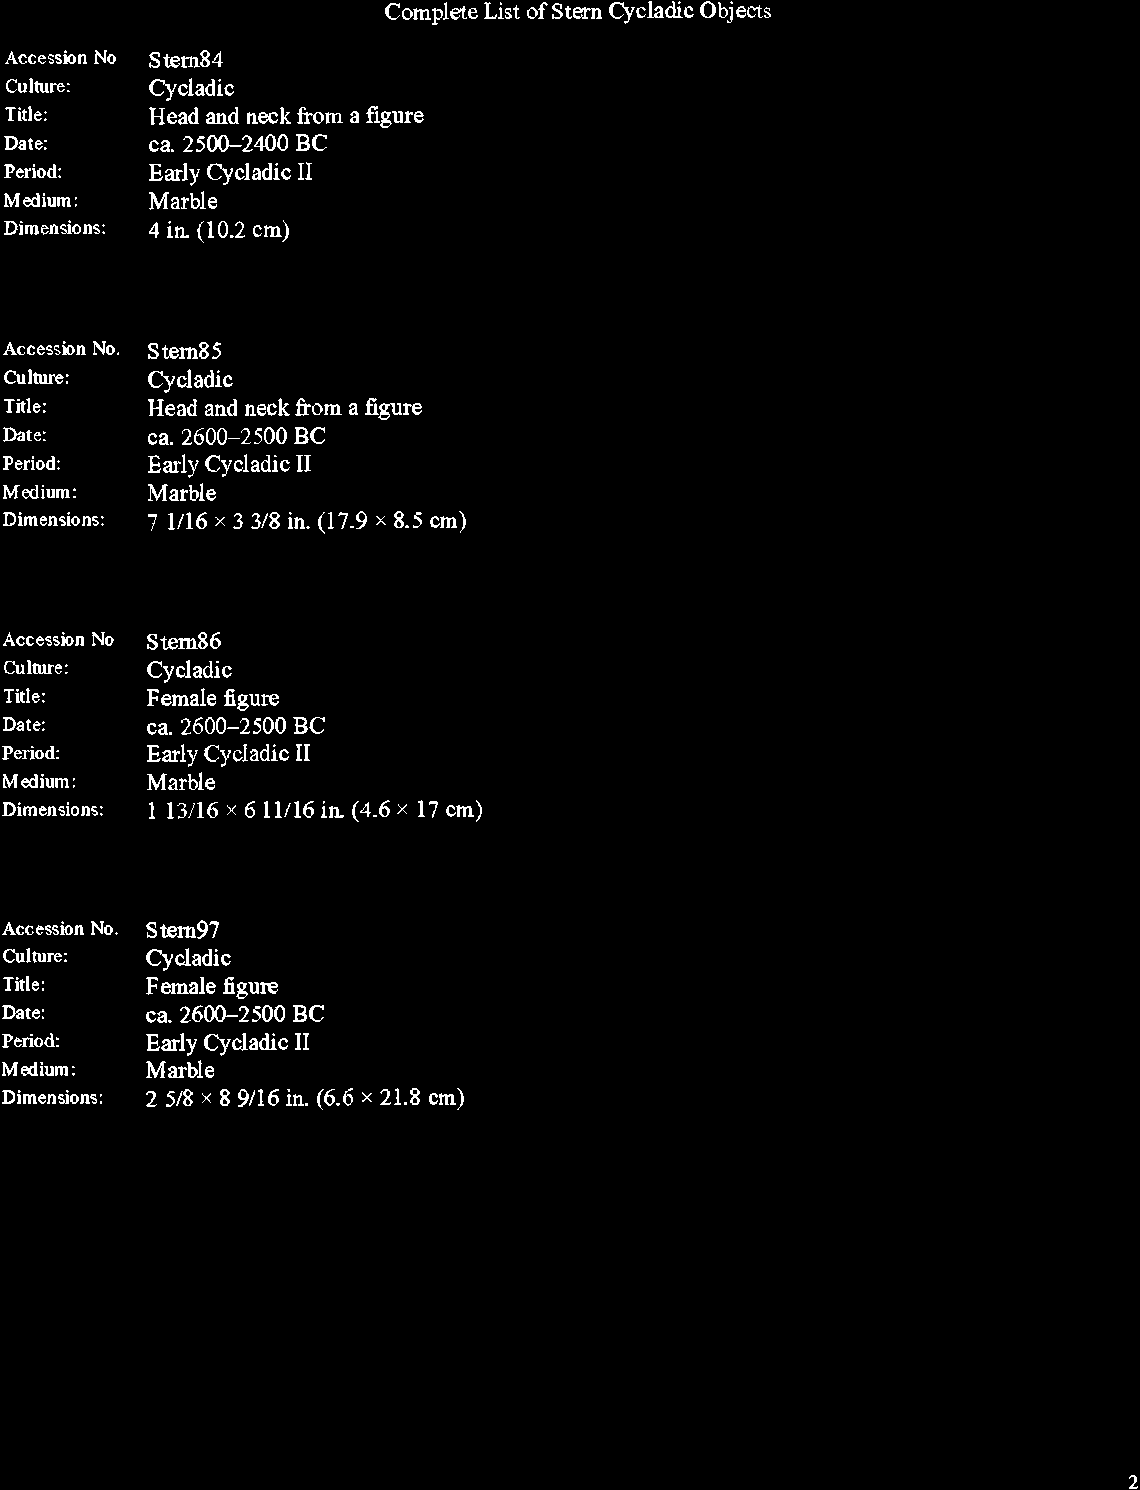 Complete List of Stern Cycladic Objects
Accession No Stern84
Culture: Cycladic
Title: Head and neck from a figure
Date: ca. 2500–2400 BC
Period: Early Cycladic II
Medium: Marble
Dimensions: 4 in. (10.2 cm)
Accession No. Stern85
Culture: Cycladic
Title: Head and neck from a figure
Date: ca. 2600–2500 BC
Period: Early Cycladic II
Medium: Marble
Dimensions: 7 1/16 × 3 3/8 in. (17.9 × 8.5 cm)
Accession No Stern86
Culture: Cycladic
Title: Female figure
Date: ca. 2600–2500 BC
Period: Early Cycladic II
Medium: Marble
Dimensions: 1 13/16 × 6 11/16 in. (4.6 × 17 cm)
Accession No. Stern97
Culture: Cycladic
Title: Female figure
Date: ca. 2600–2500 BC
Period: Early Cycladic II
Medium: Marble
Dimensions: 2 5/8 × 8 9/16 in. (6.6 × 21.8 cm)
2